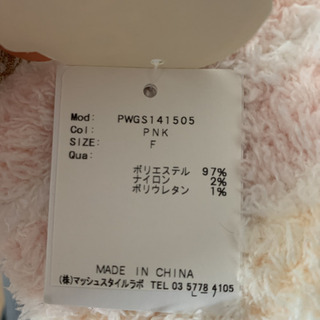 Mod: PWGS141505
Col: PNK
SIZE: F
Qua:
ポリエステル 97%
ナイロン 2%
ポリウレタン 1%
MADE IN CHINA
(株)マッシュスタイルラボ TEL 03 5778 4105